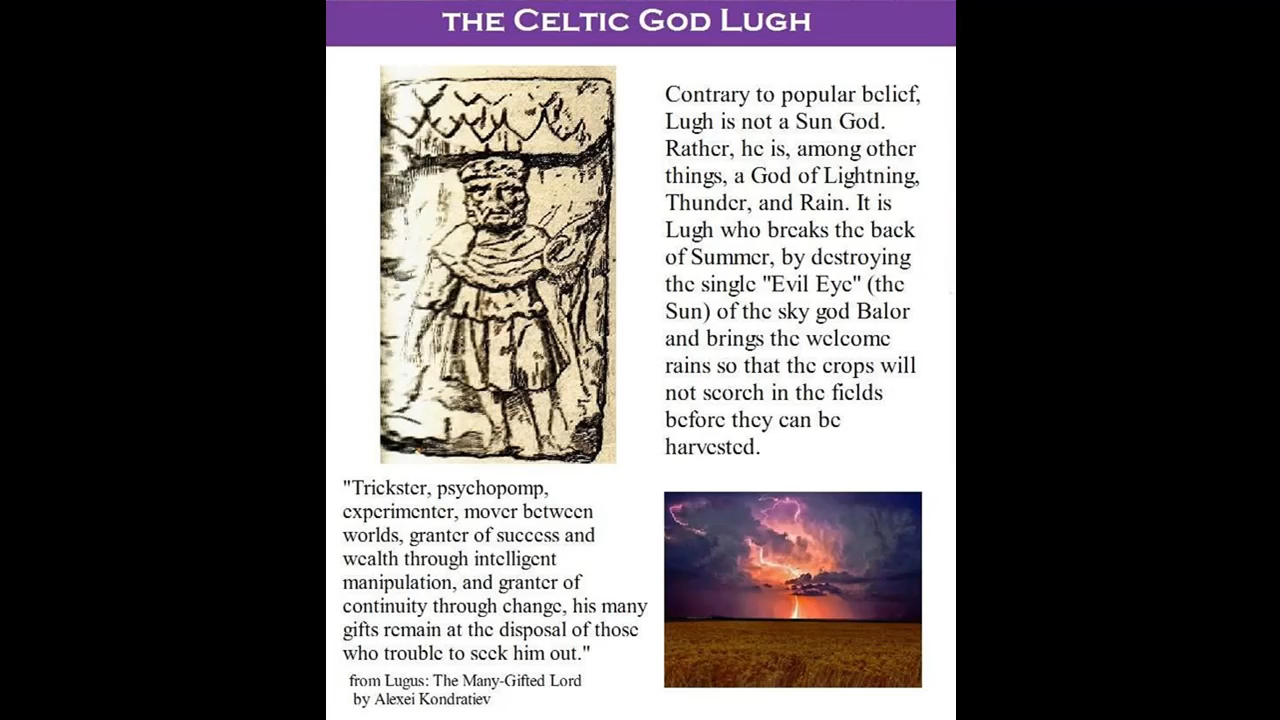 THE CELTIC GOD LUGH
Contrary to popular belief,
Lugh is not a Sun God.
Rather, he is, among other
things, a God of Lightning,
Thunder, and Rain. It is
Lugh who breaks the back
of Summer, by destroying
the single "Evil Eye" (the
Sun) of the sky god Balor
and brings the welcome
rains so that the crops will
not scorch in the fields
before they can be
harvested.
"Trickster, psychopomp,
experimenter, mover between
worlds, granter of success and
wealth through intelligent
manipulation, and granter of
continuity through change, his many
gifts remain at the disposal of those
who trouble to seek him out."
from Lugus: The Many-Gifted Lord
by Alexei Kondratiev